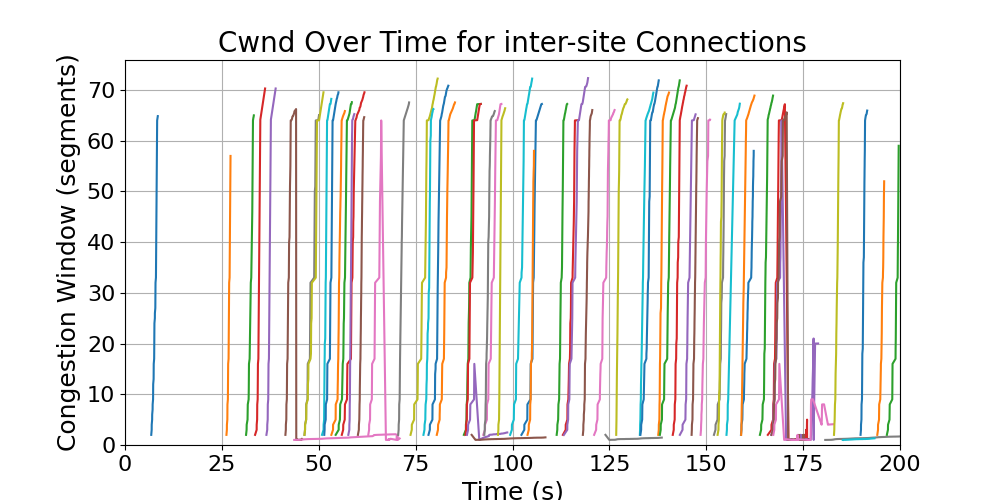 Cwnd Over Time for inter-site Connections
Congestion Window (segments)
70
60
50
40
30
20
10
0
0 25 50 75 100 125 150 175 200
Time (s)